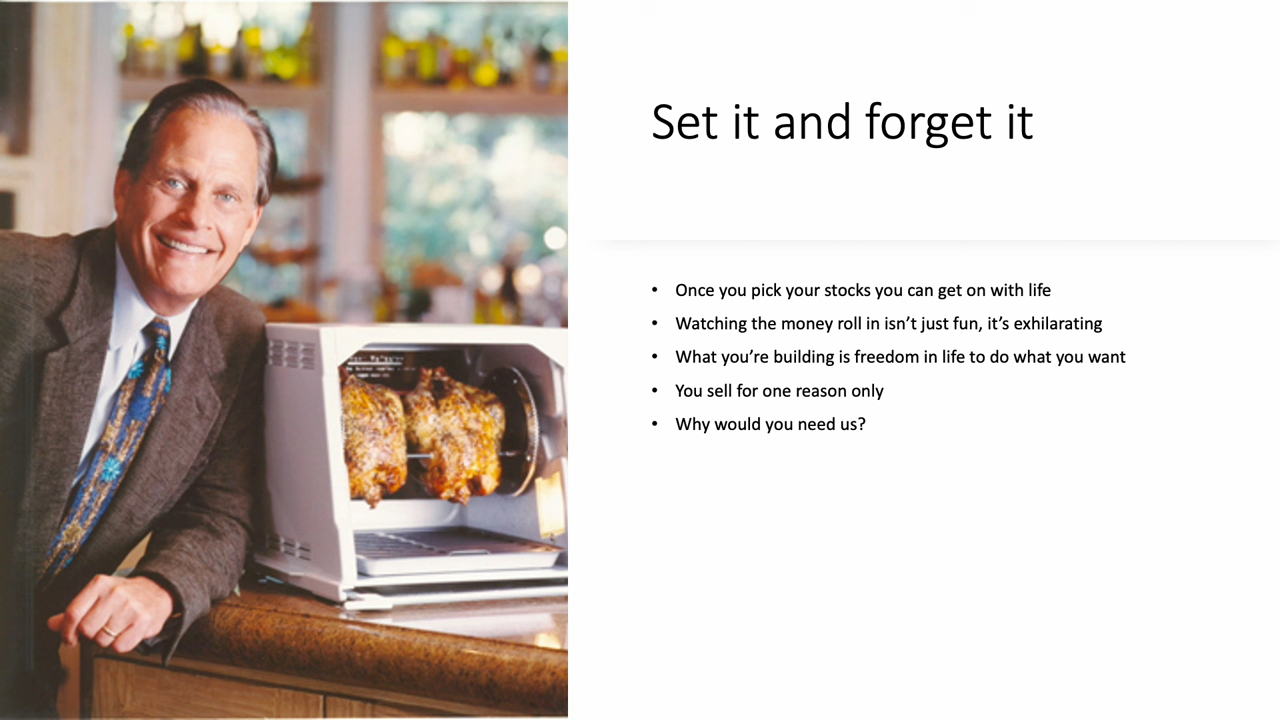 Set it and forget it
• Once you pick your stocks you can get on with life
• Watching the money roll in isn’t just fun, it’s exhilarating
• What you’re building is freedom in life to do what you want
• You sell for one reason only
• Why would you need us?